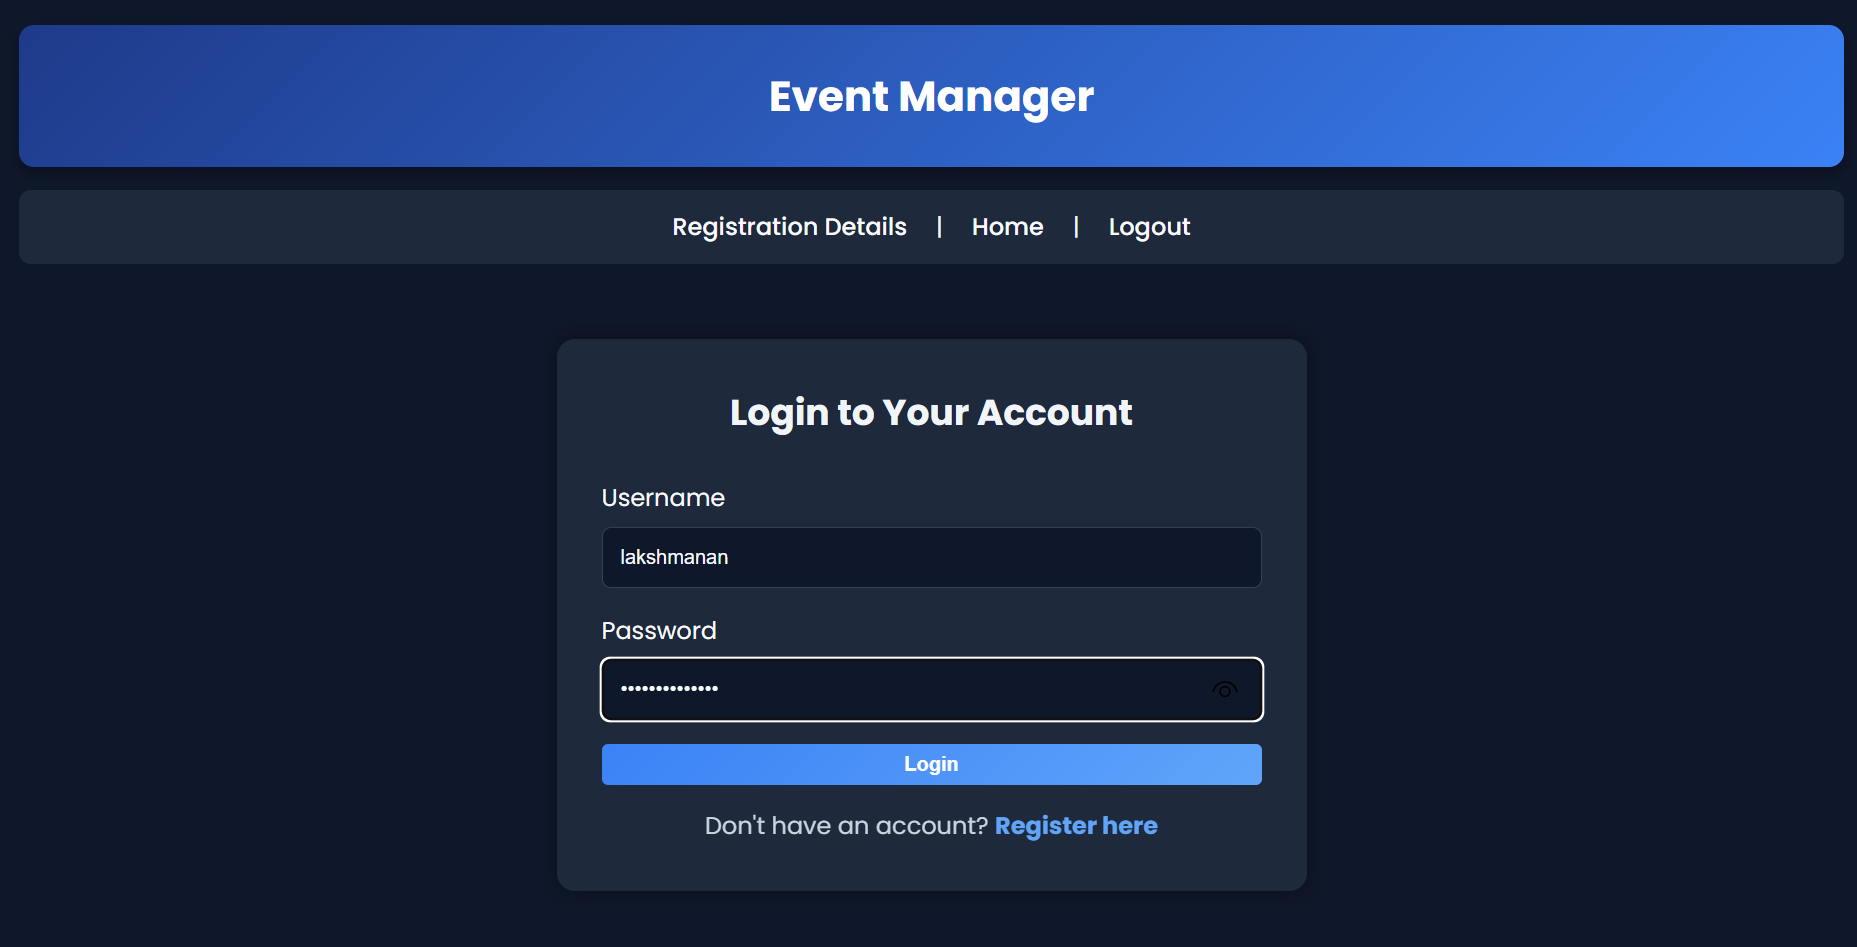 Event Manager
Registration Details | Home | Logout
Login to Your Account
Username
lakshmanan
Password
••••••••••••••
Login
Don't have an account? Register here